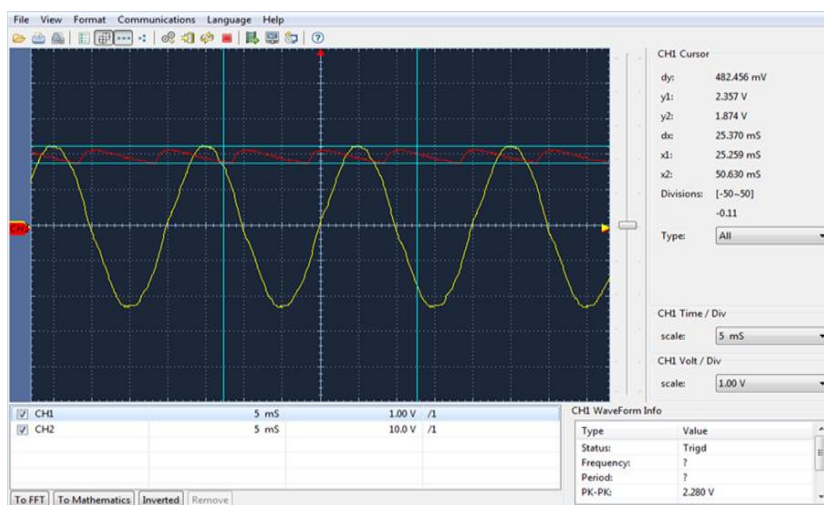 File View Format Communications Language Help
CH1 Cursor
dy: 482.456 mV
y1: 2.357 V
y2: 1.874 V
dx: 25.370 mS
x1: 25.259 mS
x2: 50.630 mS
Divisions: [-50~50]
-0.11
Type: All
CH1 Time / Div
scale: 5 mS
CH1 Volt / Div
scale: 1.00 V
CH1 5 mS 1.00 V /1
CH2 5 mS 10.0 V /1
To FFT To Mathematics Inverted Remove
CH1 WaveForm Info
Type Value
Status: Trigd
Frequency: ?
Period: ?
PK-PK: 2.280 V